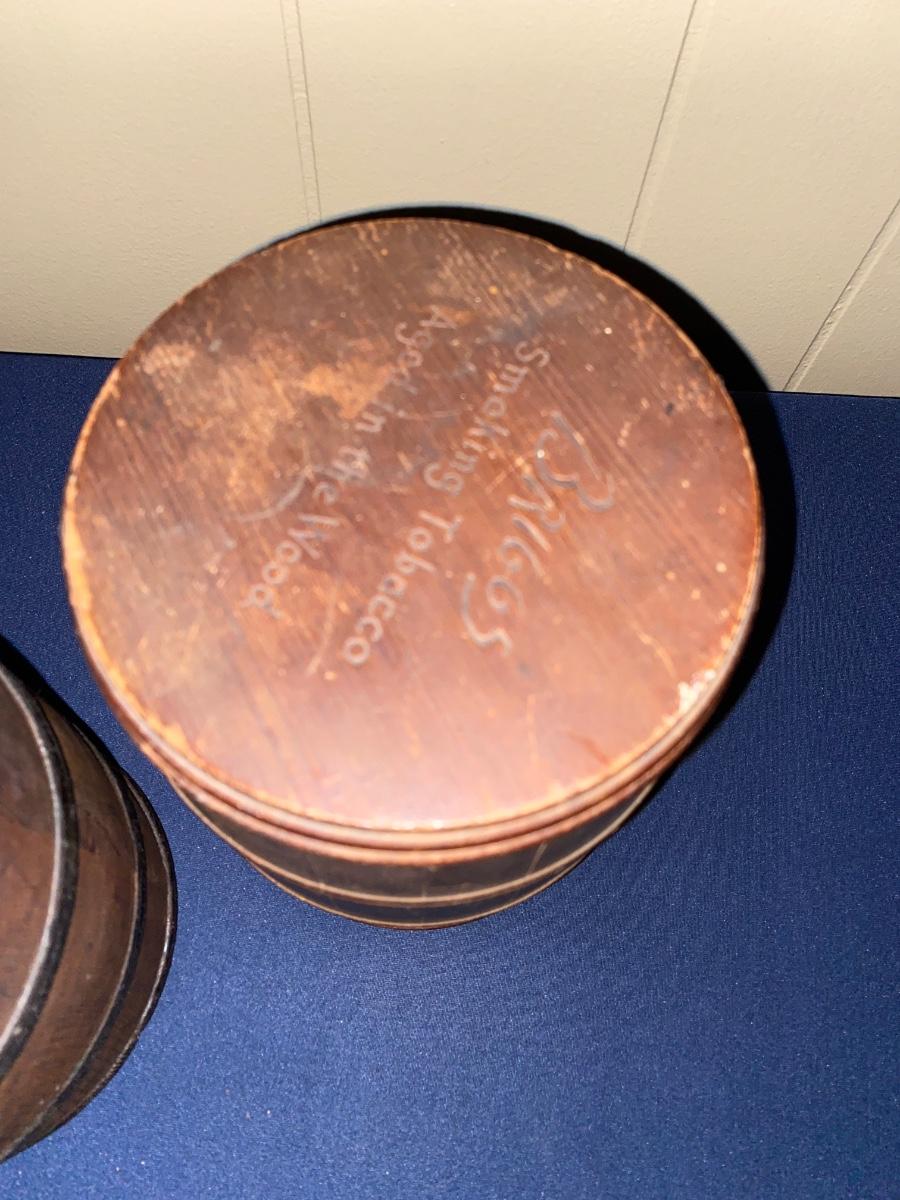 BRIGGS
Smoking Tobacco
Aged in the Wood